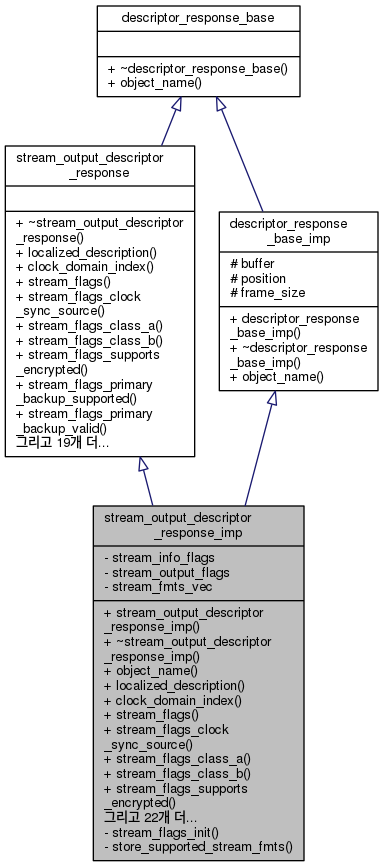 descriptor_response_base
+ ~descriptor_response_base()
+ object_name()
stream_output_descriptor
_response
+ ~stream_output_descriptor
_response()
+ localized_description()
+ clock_domain_index()
+ stream_flags()
+ stream_flags_clock
_sync_source()
+ stream_flags_class_a()
+ stream_flags_class_b()
+ stream_flags_supports
_encrypted()
+ stream_flags_primary
_backup_supported()
+ stream_flags_primary
_backup_valid()
그리고 19개 더...
descriptor_response
_base_imp
# buffer
# position
# frame_size
+ descriptor_response
_base_imp()
+ ~descriptor_response
_base_imp()
+ object_name()
stream_output_descriptor
_response_imp
- stream_info_flags
- stream_output_flags
- stream_fmts_vec
+ stream_output_descriptor
_response_imp()
+ ~stream_output_descriptor
_response_imp()
+ object_name()
+ localized_description()
+ clock_domain_index()
+ stream_flags()
+ stream_flags_clock
_sync_source()
+ stream_flags_class_a()
+ stream_flags_class_b()
+ stream_flags_supports
_encrypted()
그리고 22개 더...
- stream_flags_init()
- store_supported_stream_fmts()